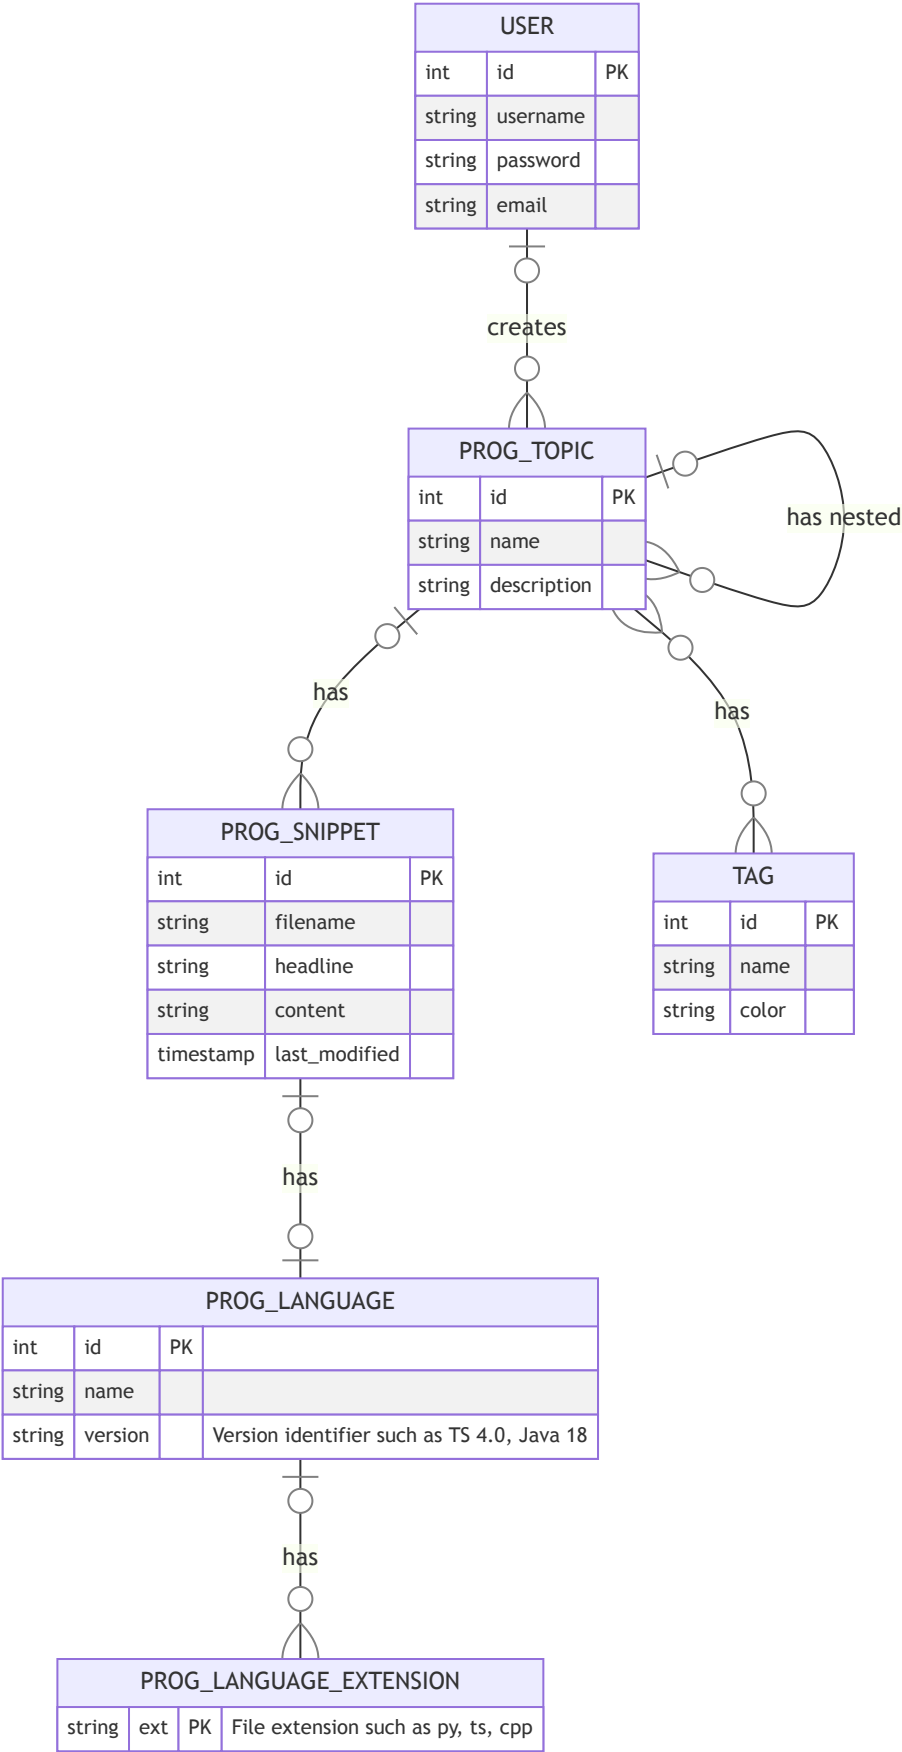 USER
int id PK
string username
string password
string email
creates
PROG_TOPIC
int id PK
string name
string description
has nested
has
has
PROG_SNIPPET
int id PK
string filename
string headline
string content
timestamp last_modified
TAG
int id PK
string name
string color
has
PROG_LANGUAGE
int id PK
string name
string version Version identifier such as TS 4.0, Java 18
has
PROG_LANGUAGE_EXTENSION
string ext PK File extension such as py, ts, cpp